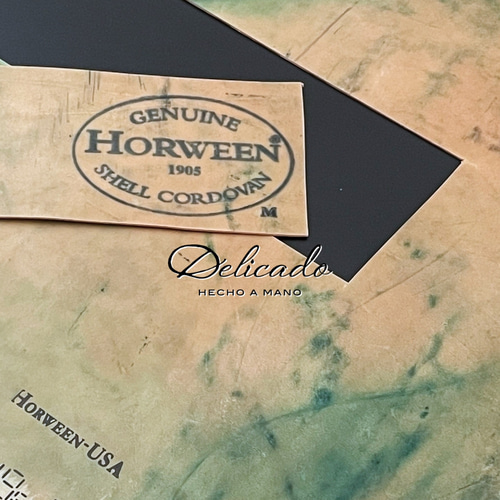 GENUINE
HORWEEN®
1905
SHELL CORDOVAN
M
Delicado
HECHO A MANO
HORWEEN-USA